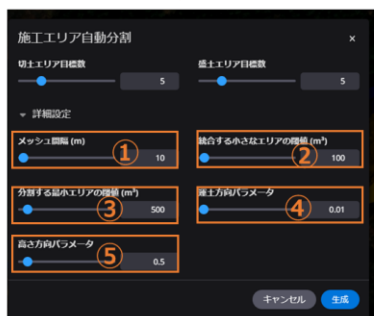 施工エリア自動分割 ×
切土エリア目標数 盛土エリア目標数
5 5
詳細設定
メッシュ間隔 (m) 統合する小さなエリアの閾値 (m³)
① 10 ② 100
分割する最小エリアの閾値 (m³) 運土方向パラメータ
③ 500 ④ 0.01
高さ方向パラメータ
⑤ 0.5
キャンセル 生成